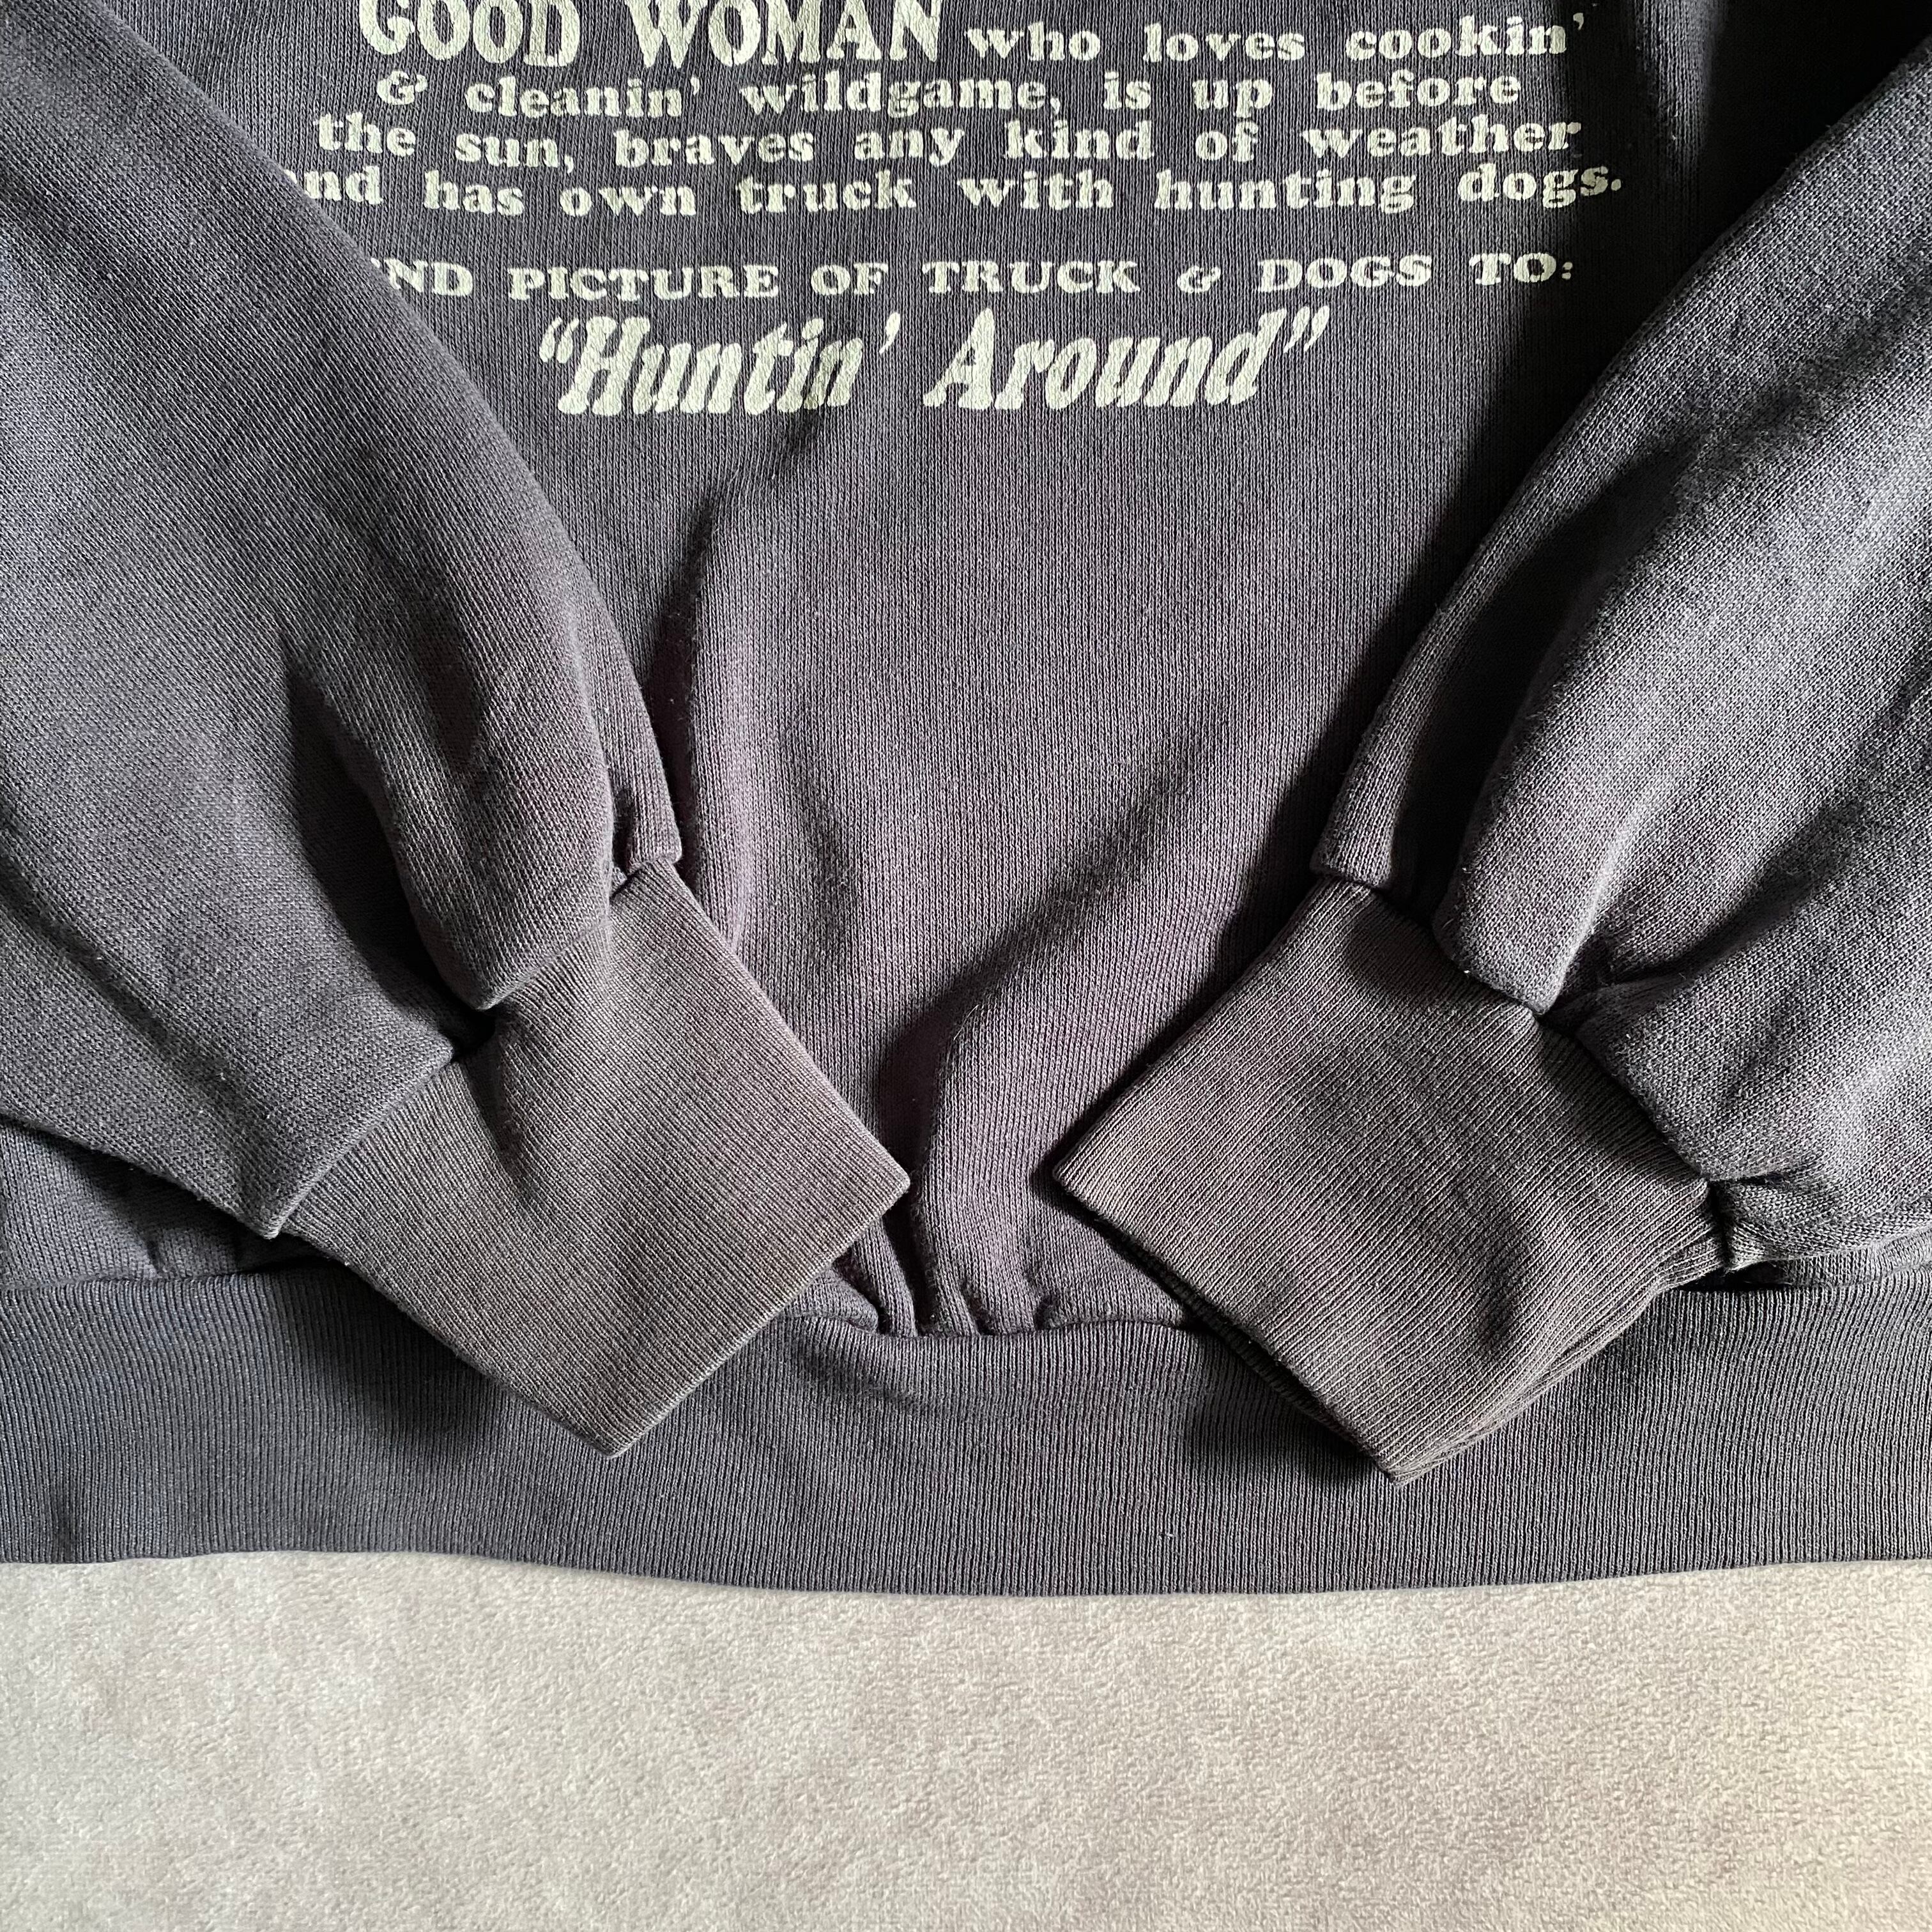 GOOD WOMAN who loves cookin'
& cleanin' wildgame, is up before
the sun, braves any kind of weather
and has own truck with hunting dogs.
PICTURE OF TRUCK & DOGS TO:
"Huntin' Around"